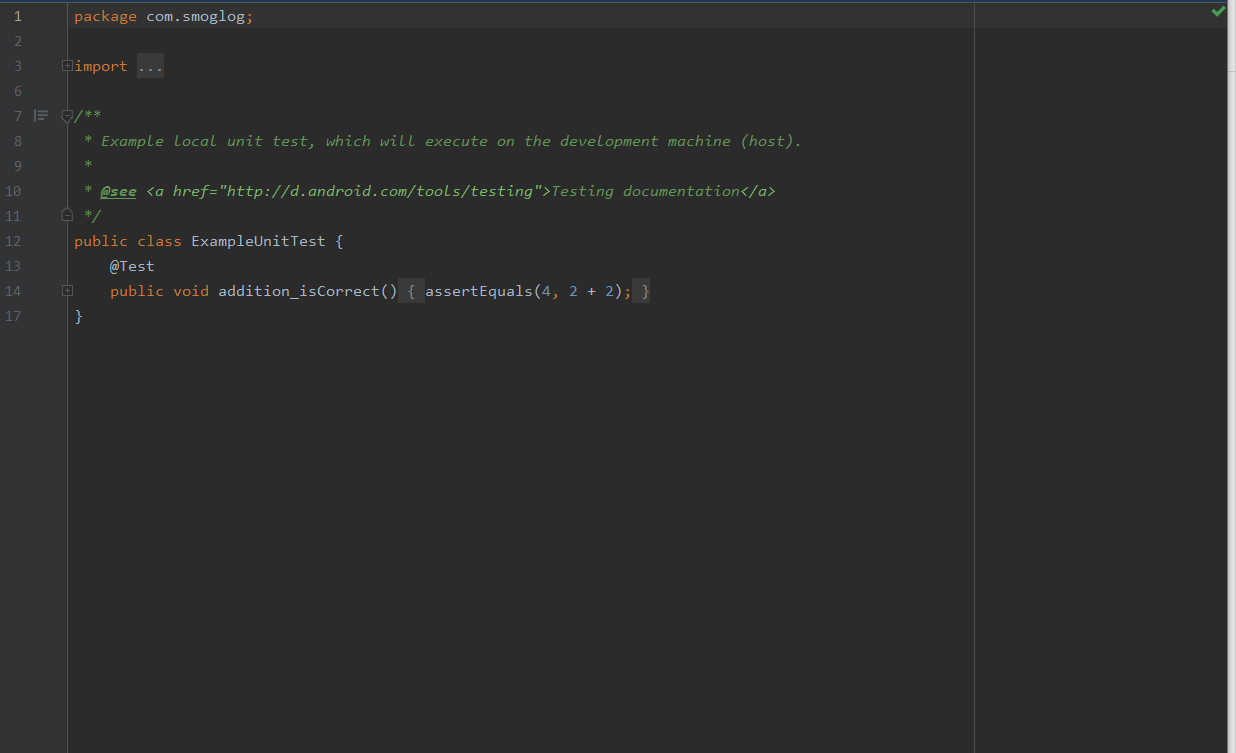 1 package com.smoglog;
2
3 import ...
6
7 /**
8 * Example local unit test, which will execute on the development machine (host).
9 *
10 * @see <a href="http://d.android.com/tools/testing">Testing documentation</a>
11 */
12 public class ExampleUnitTest {
13 @Test
14 public void addition_isCorrect() { assertEquals(4, 2 + 2); }
17 }